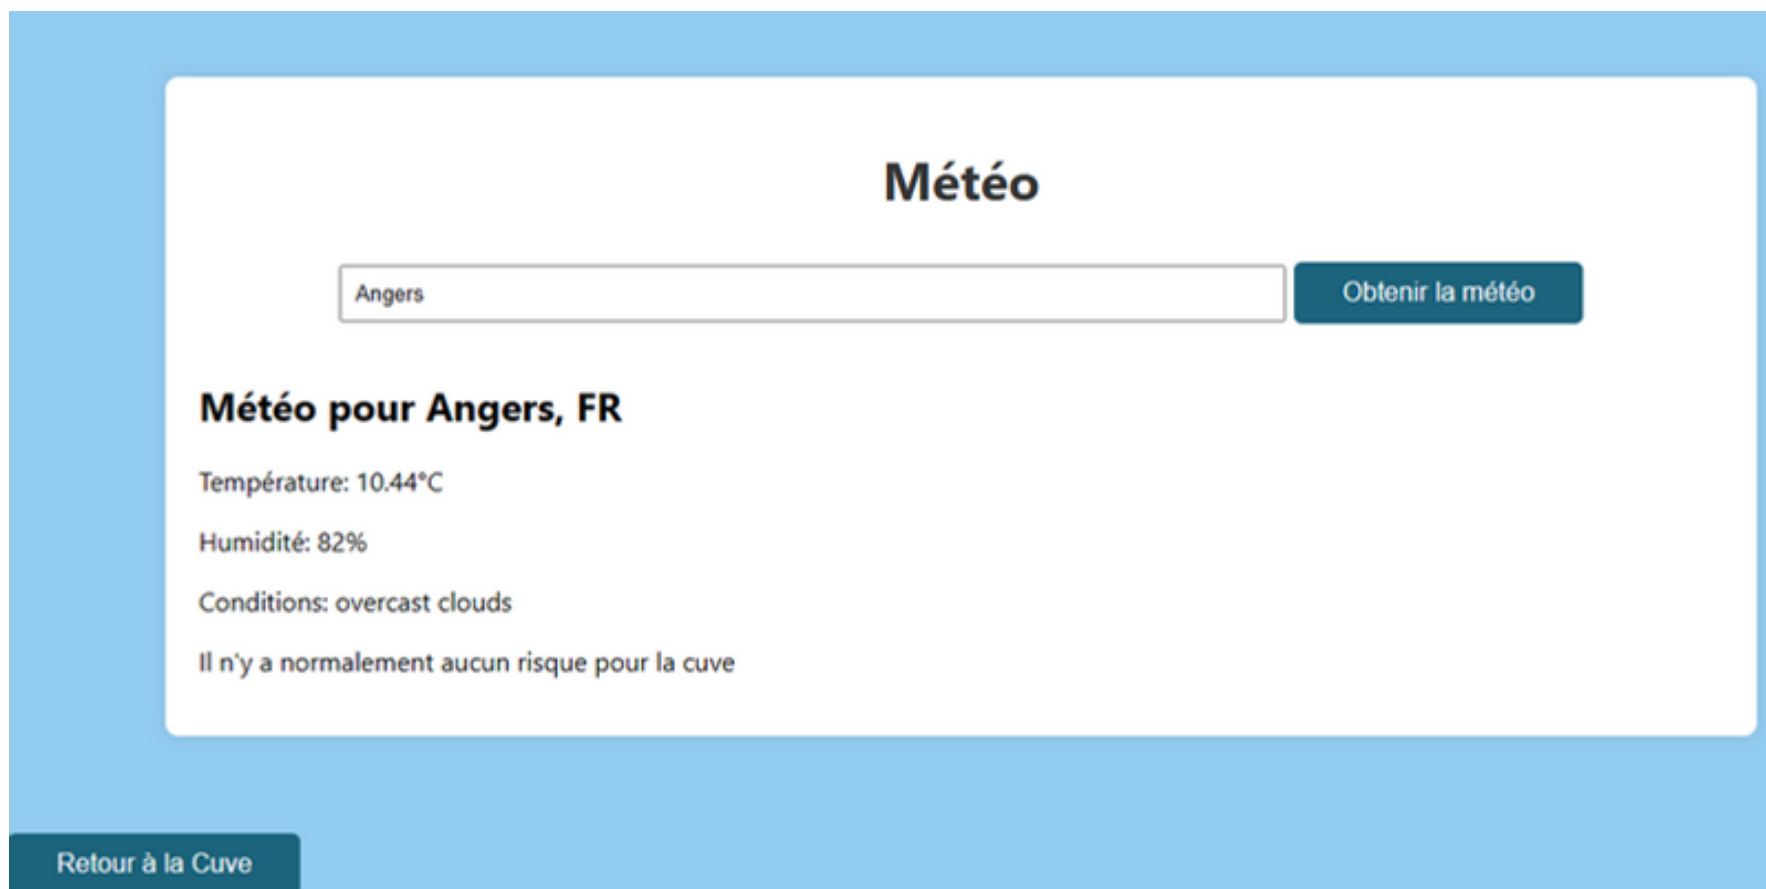 Météo
Angers
Obtenir la météo
Météo pour Angers, FR
Température: 10.44°C
Humidité: 82%
Conditions: overcast clouds
Il n'y a normalement aucun risque pour la cuve
Retour à la Cuve